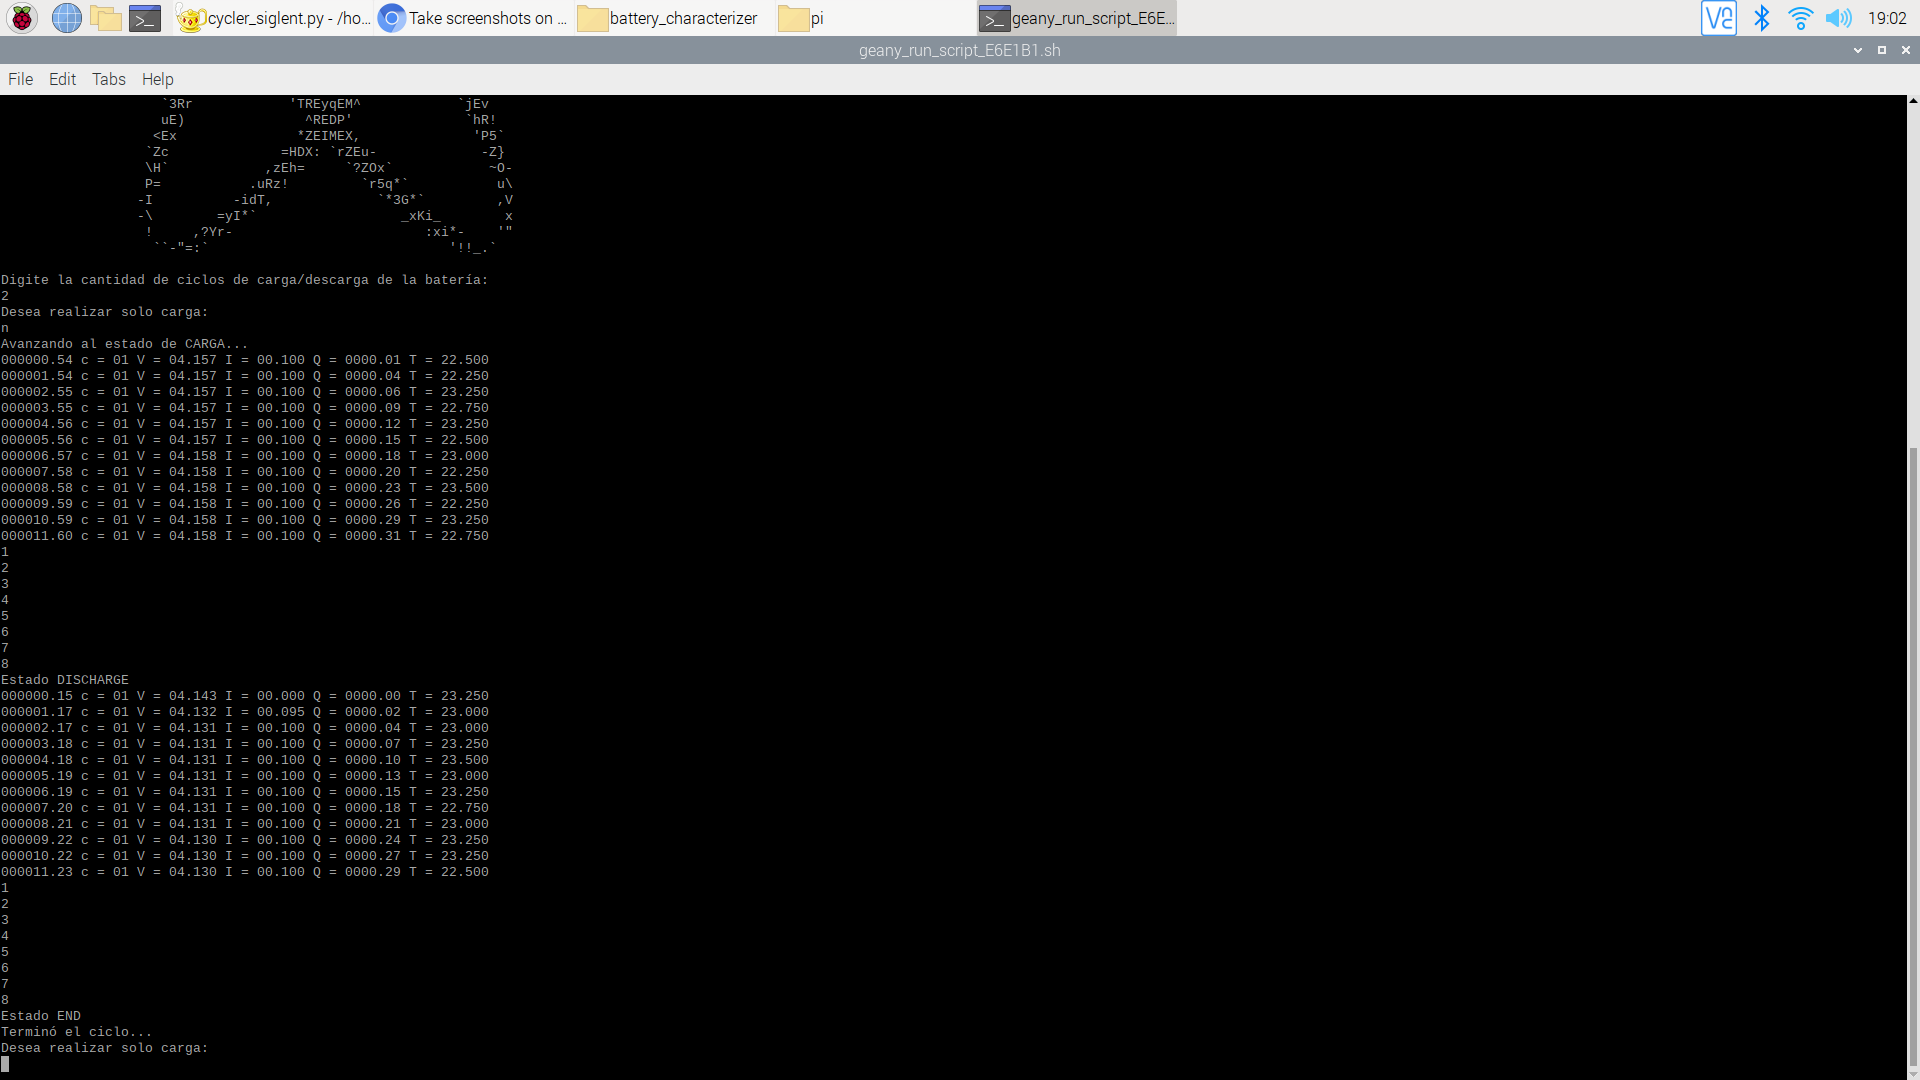 cycler_siglent.py - /ho... Take screenshots on ... battery_characterizer pi geany_run_script_E6E... 19:02
geany_run_script_E6E1B1.sh
File Edit Tabs Help
`3Rr 'TREyqEM^ `jEv
uE) ^REDP' `hR!
<Ex *ZEIMEX, 'P5`
`Zc =HDX: `rZEu- -Z}
\H` ,zEh= `?ZOx` ~O-
P= .uRz! `r5q*` u\
-I -idT, `*3G*` ,V
-\ =yI*` _xKi_ x
! ,?Yr- :xi*- '"
``-"=:` '!!_.`
Digite la cantidad de ciclos de carga/descarga de la batería:
2
Desea realizar solo carga:
n
Avanzando al estado de CARGA...
000000.54 c = 01 V = 04.157 I = 00.100 Q = 0000.01 T = 22.500
000001.54 c = 01 V = 04.157 I = 00.100 Q = 0000.04 T = 22.250
000002.55 c = 01 V = 04.157 I = 00.100 Q = 0000.06 T = 23.250
000003.55 c = 01 V = 04.157 I = 00.100 Q = 0000.09 T = 22.750
000004.56 c = 01 V = 04.157 I = 00.100 Q = 0000.12 T = 23.250
000005.56 c = 01 V = 04.157 I = 00.100 Q = 0000.15 T = 22.500
000006.57 c = 01 V = 04.158 I = 00.100 Q = 0000.18 T = 23.000
000007.58 c = 01 V = 04.158 I = 00.100 Q = 0000.20 T = 22.250
000008.58 c = 01 V = 04.158 I = 00.100 Q = 0000.23 T = 23.500
000009.59 c = 01 V = 04.158 I = 00.100 Q = 0000.26 T = 22.250
000010.59 c = 01 V = 04.158 I = 00.100 Q = 0000.29 T = 23.250
000011.60 c = 01 V = 04.158 I = 00.100 Q = 0000.31 T = 22.750
1
2
3
4
5
6
7
8
Estado DISCHARGE
000000.15 c = 01 V = 04.143 I = 00.000 Q = 0000.00 T = 23.250
000001.17 c = 01 V = 04.132 I = 00.095 Q = 0000.02 T = 23.000
000002.17 c = 01 V = 04.131 I = 00.100 Q = 0000.04 T = 23.000
000003.18 c = 01 V = 04.131 I = 00.100 Q = 0000.07 T = 23.250
000004.18 c = 01 V = 04.131 I = 00.100 Q = 0000.10 T = 23.500
000005.19 c = 01 V = 04.131 I = 00.100 Q = 0000.13 T = 23.000
000006.19 c = 01 V = 04.131 I = 00.100 Q = 0000.15 T = 23.250
000007.20 c = 01 V = 04.131 I = 00.100 Q = 0000.18 T = 22.750
000008.21 c = 01 V = 04.131 I = 00.100 Q = 0000.21 T = 23.000
000009.22 c = 01 V = 04.130 I = 00.100 Q = 0000.24 T = 23.250
000010.22 c = 01 V = 04.130 I = 00.100 Q = 0000.27 T = 23.250
000011.23 c = 01 V = 04.130 I = 00.100 Q = 0000.29 T = 22.500
1
2
3
4
5
6
7
8
Estado END
Terminó el ciclo...
Desea realizar solo carga: